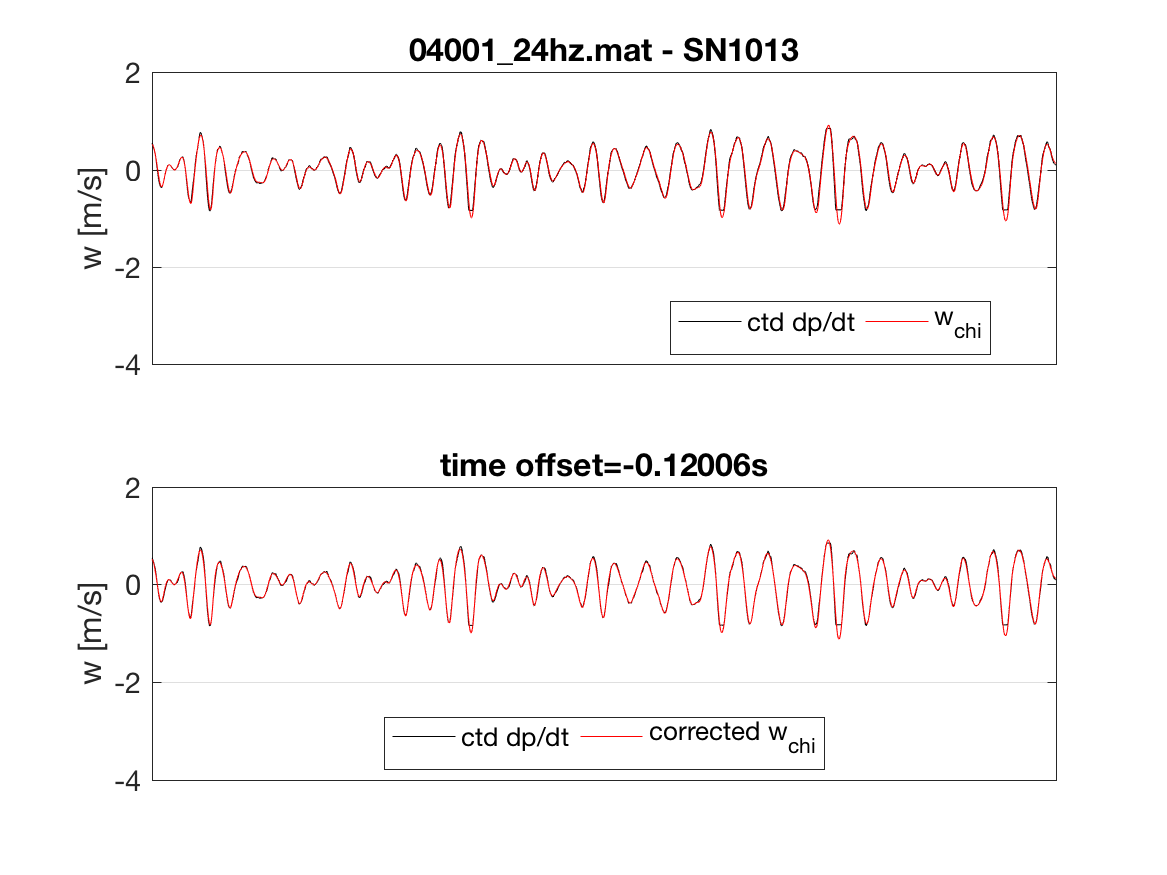 04001_24hz.mat - SN1013
2
0
-2
-4
w [m/s]
ctd dp/dt
w_chi
time offset=-0.12006s
2
0
-2
-4
w [m/s]
ctd dp/dt
corrected w_chi